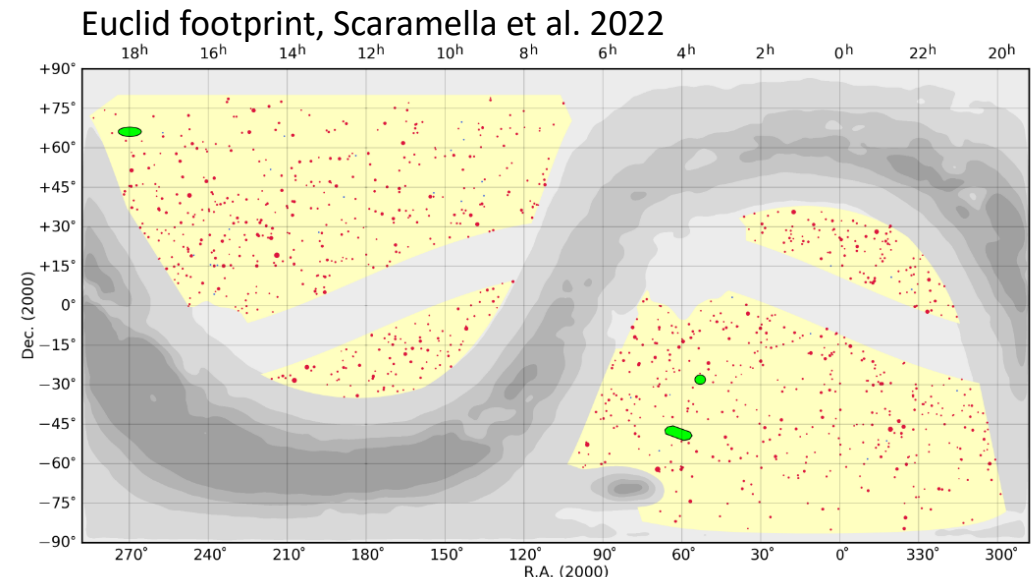 Euclid footprint, Scaramella et al. 2022
18h 16h 14h 12h 10h 8h 6h 4h 2h 0h 22h 20h
+90°
+75°
+60°
+45°
+30°
+15°
0°
−15°
−30°
−45°
−60°
−75°
−90°
Dec. (2000)
270° 240° 210° 180° 150° 120° 90° 60° 30° 0° 330° 300°
R.A. (2000)